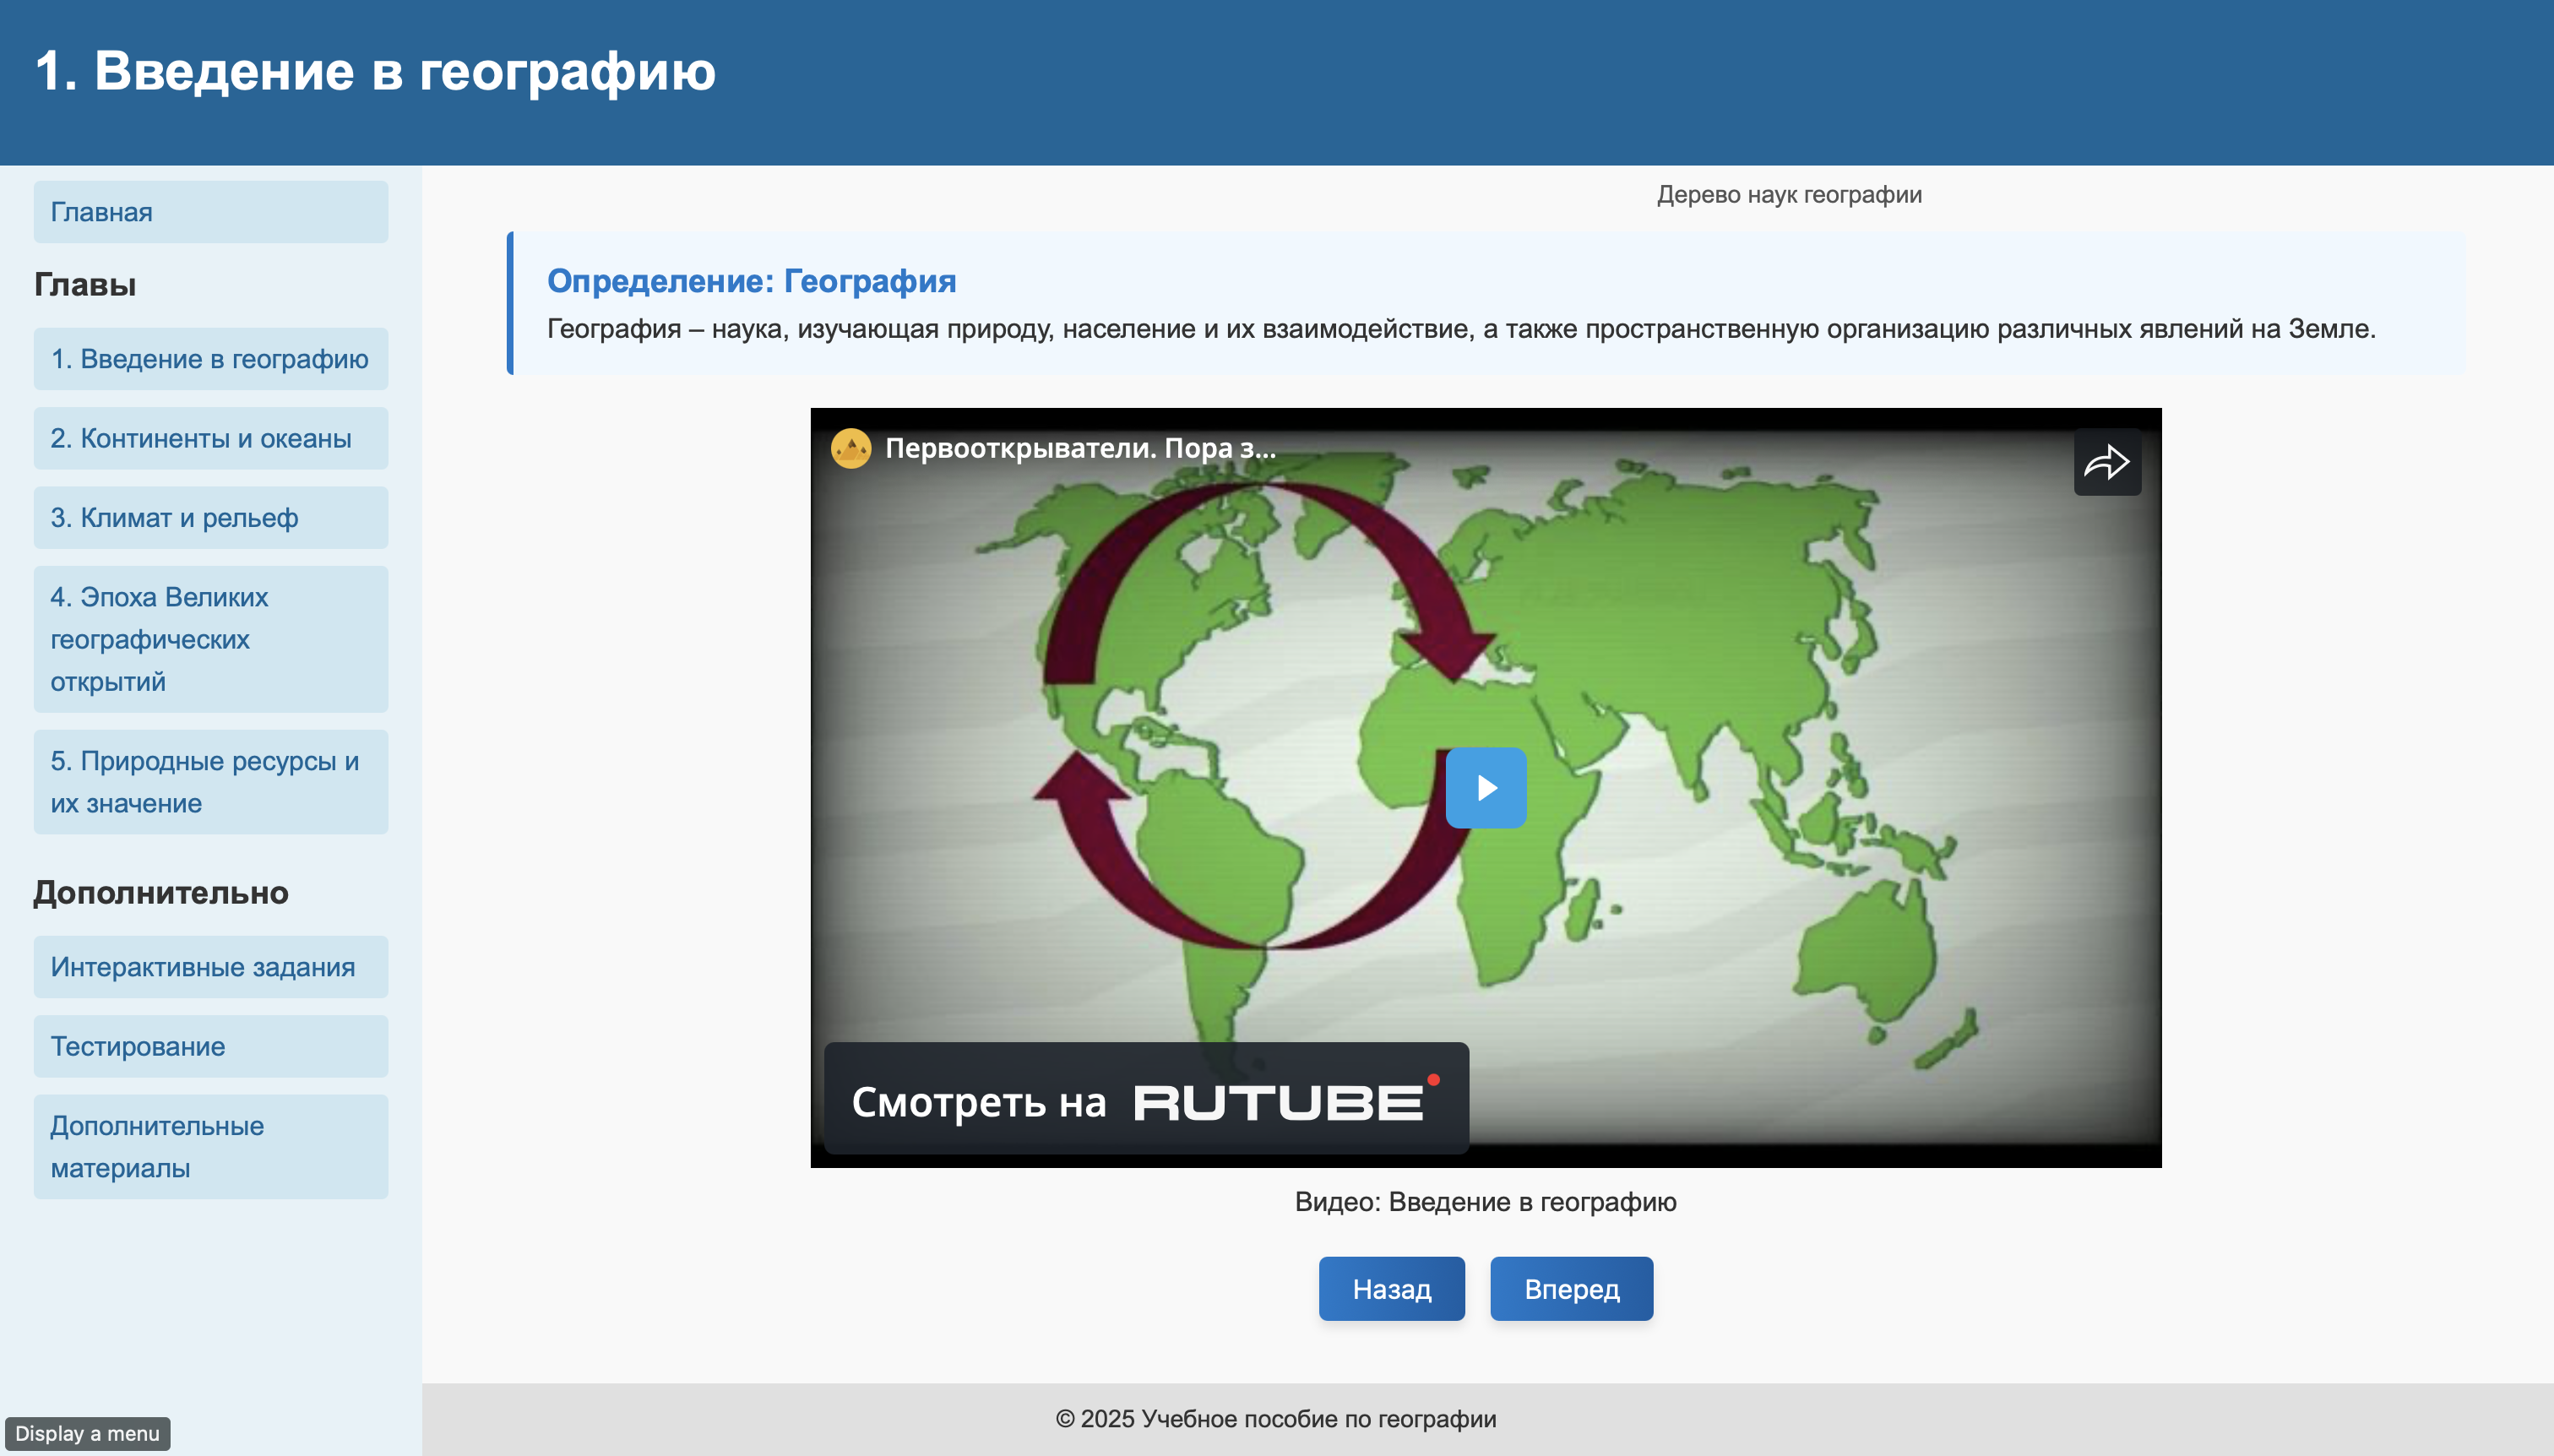 1. Введение в географию
Главная
Главы
1. Введение в географию
2. Континенты и океаны
3. Климат и рельеф
4. Эпоха Великих
географических
открытий
5. Природные ресурсы и
их значение
Дополнительно
Интерактивные задания
Тестирование
Дополнительные
материалы
Display a menu
Дерево наук географии
Определение: География
География – наука, изучающая природу, население и их взаимодействие, а также пространственную организацию различных явлений на Земле.
Первооткрыватели. Пора з...
Смотреть на RUTUBE
Видео: Введение в географию
Назад
Вперед
© 2025 Учебное пособие по географии